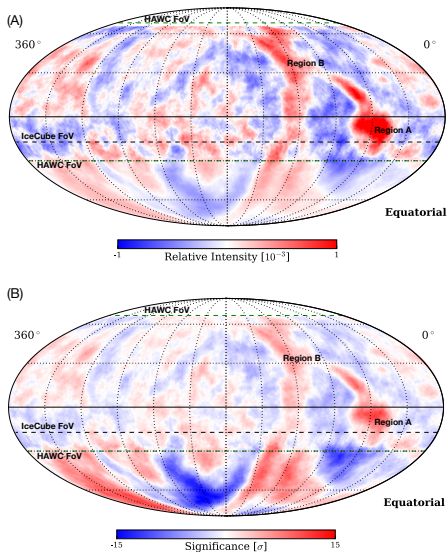 (A)
HAWC FoV
360°
0°
Region B
Region A
IceCube FoV
HAWC FoV
Equatorial
-1
1
Relative Intensity [10⁻³]
(B)
HAWC FoV
360°
0°
Region B
Region A
IceCube FoV
HAWC FoV
Equatorial
-15
15
Significance [σ]